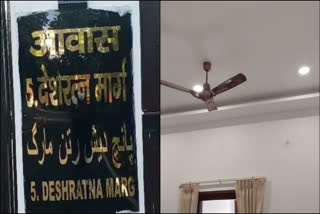 आवास
5. देशरत्न मार्ग
پانچ دیش رتن مارگ
5. DESHRATNA MARG